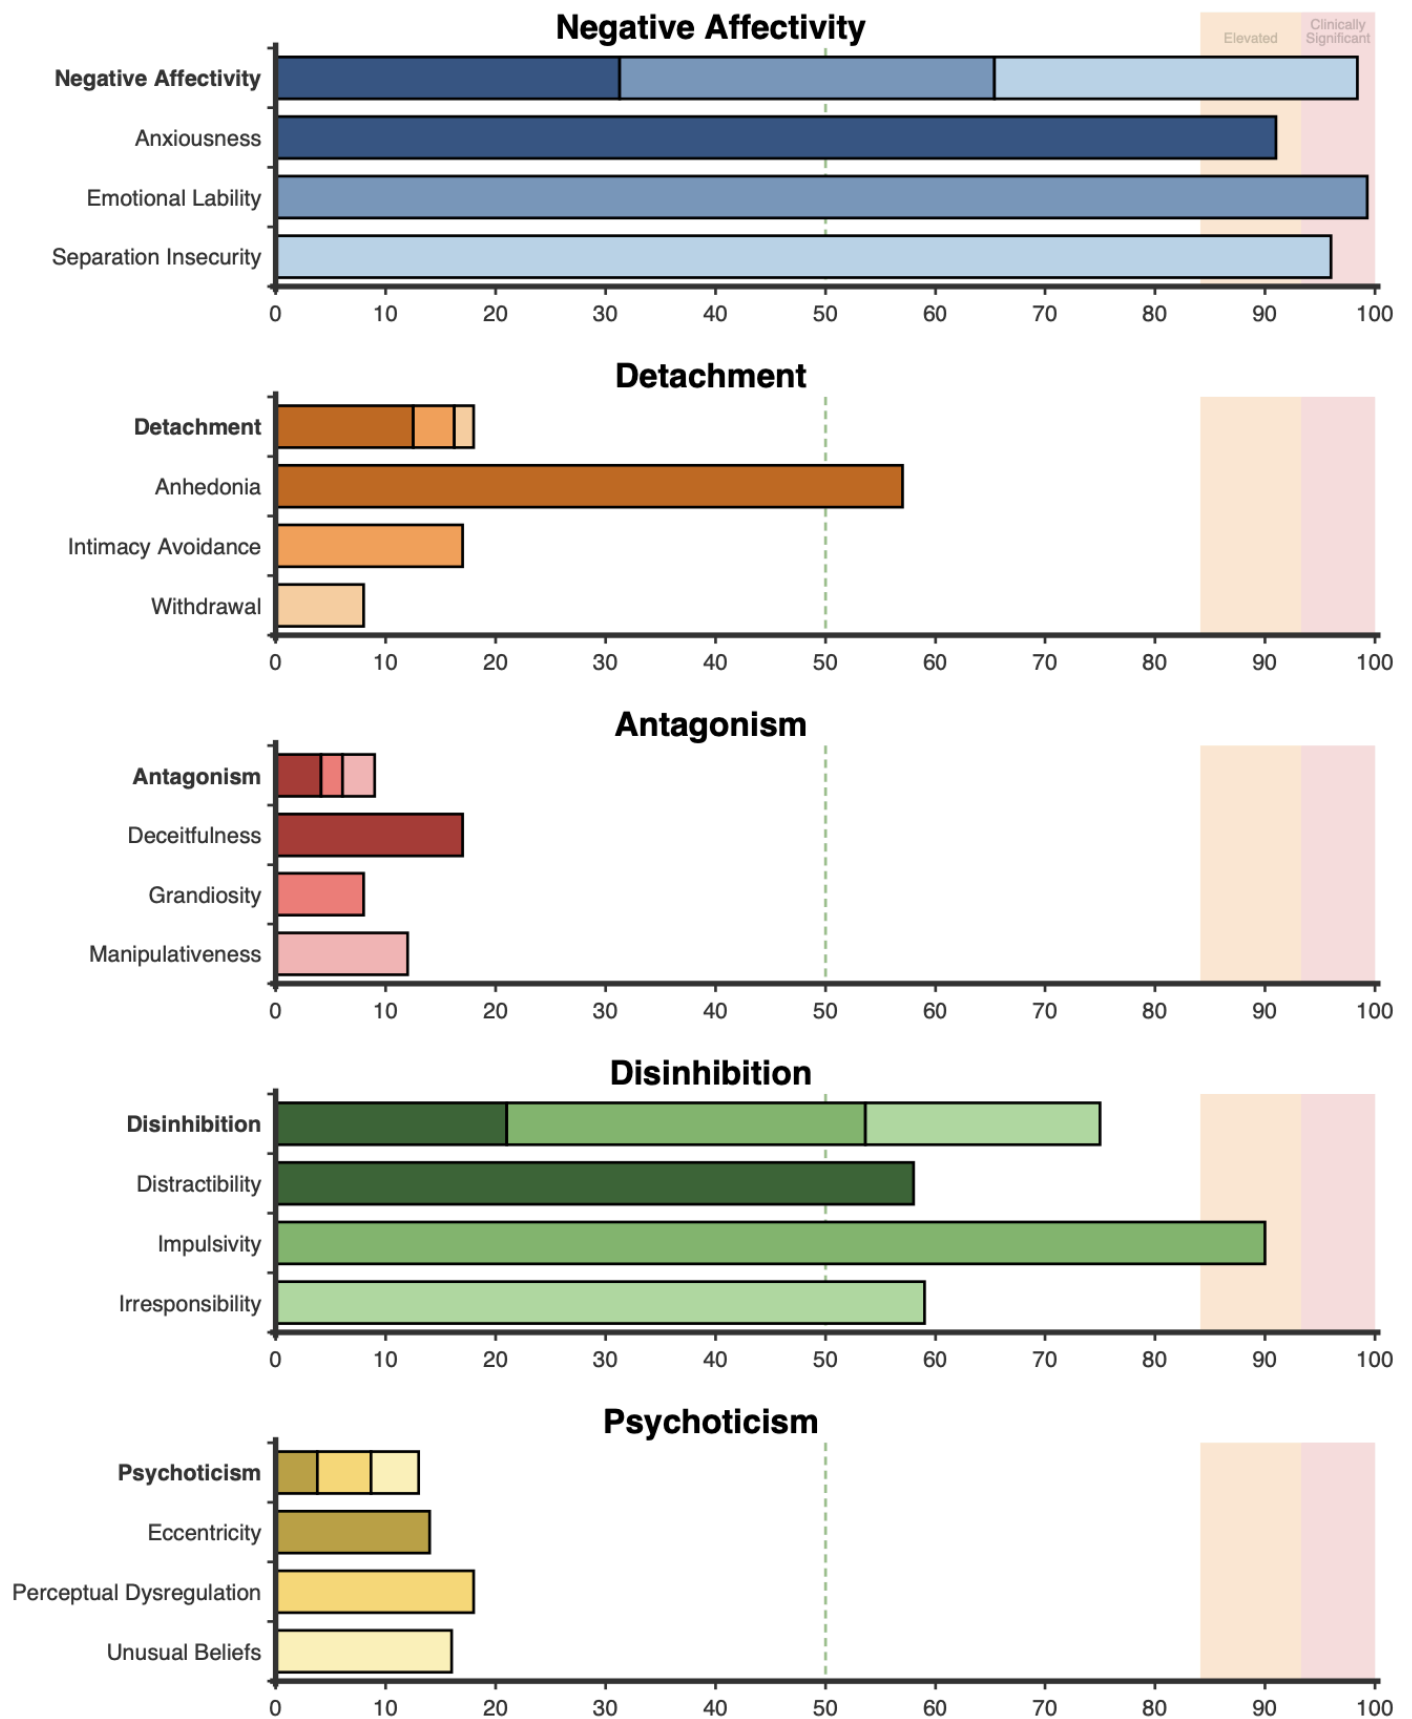 Negative Affectivity
Elevated
Clinically
Significant
Negative Affectivity
Anxiousness
Emotional Lability
Separation Insecurity
0 10 20 30 40 50 60 70 80 90 100
Detachment
Detachment
Anhedonia
Intimacy Avoidance
Withdrawal
0 10 20 30 40 50 60 70 80 90 100
Antagonism
Antagonism
Deceitfulness
Grandiosity
Manipulativeness
0 10 20 30 40 50 60 70 80 90 100
Disinhibition
Disinhibition
Distractibility
Impulsivity
Irresponsibility
0 10 20 30 40 50 60 70 80 90 100
Psychoticism
Psychoticism
Eccentricity
Perceptual Dysregulation
Unusual Beliefs
0 10 20 30 40 50 60 70 80 90 100